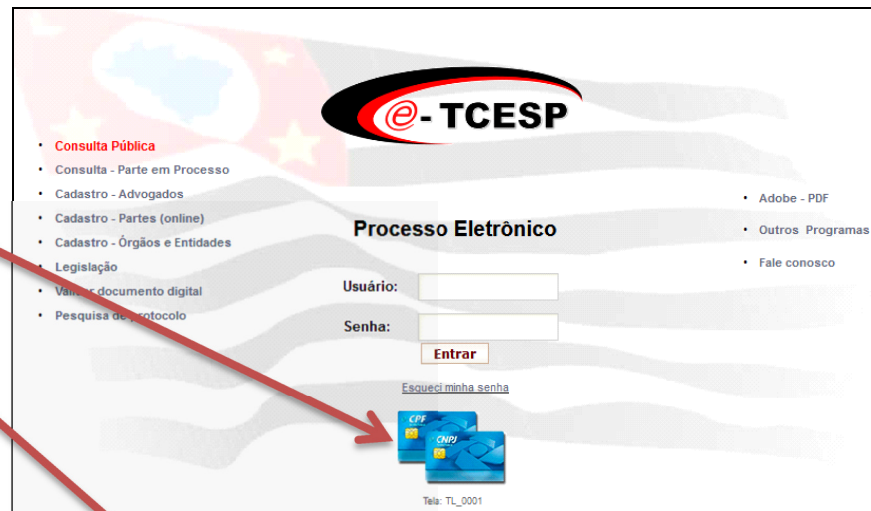 e-TCESP
Consulta Pública
Consulta - Parte em Processo
Cadastro - Advogados
Cadastro - Partes (online)
Cadastro - Órgãos e Entidades
Legislação
Validar documento digital
Pesquisa de protocolo
Processo Eletrônico
Usuário:
Senha:
Entrar
Esqueci minha senha
CPF
CNPJ
Tela: TL_0001
Adobe - PDF
Outros Programas
Fale conosco